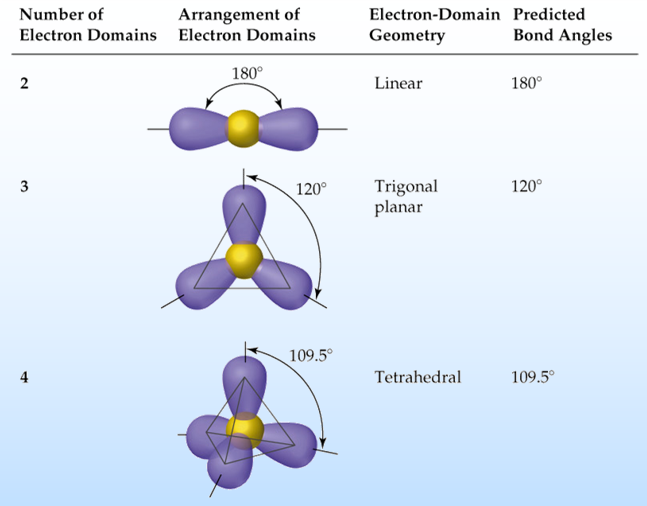 Number of Electron Domains
Arrangement of Electron Domains
Electron-Domain Geometry
Predicted Bond Angles
2
180°
Linear
180°
3
120°
Trigonal planar
120°
4
109.5°
Tetrahedral
109.5°